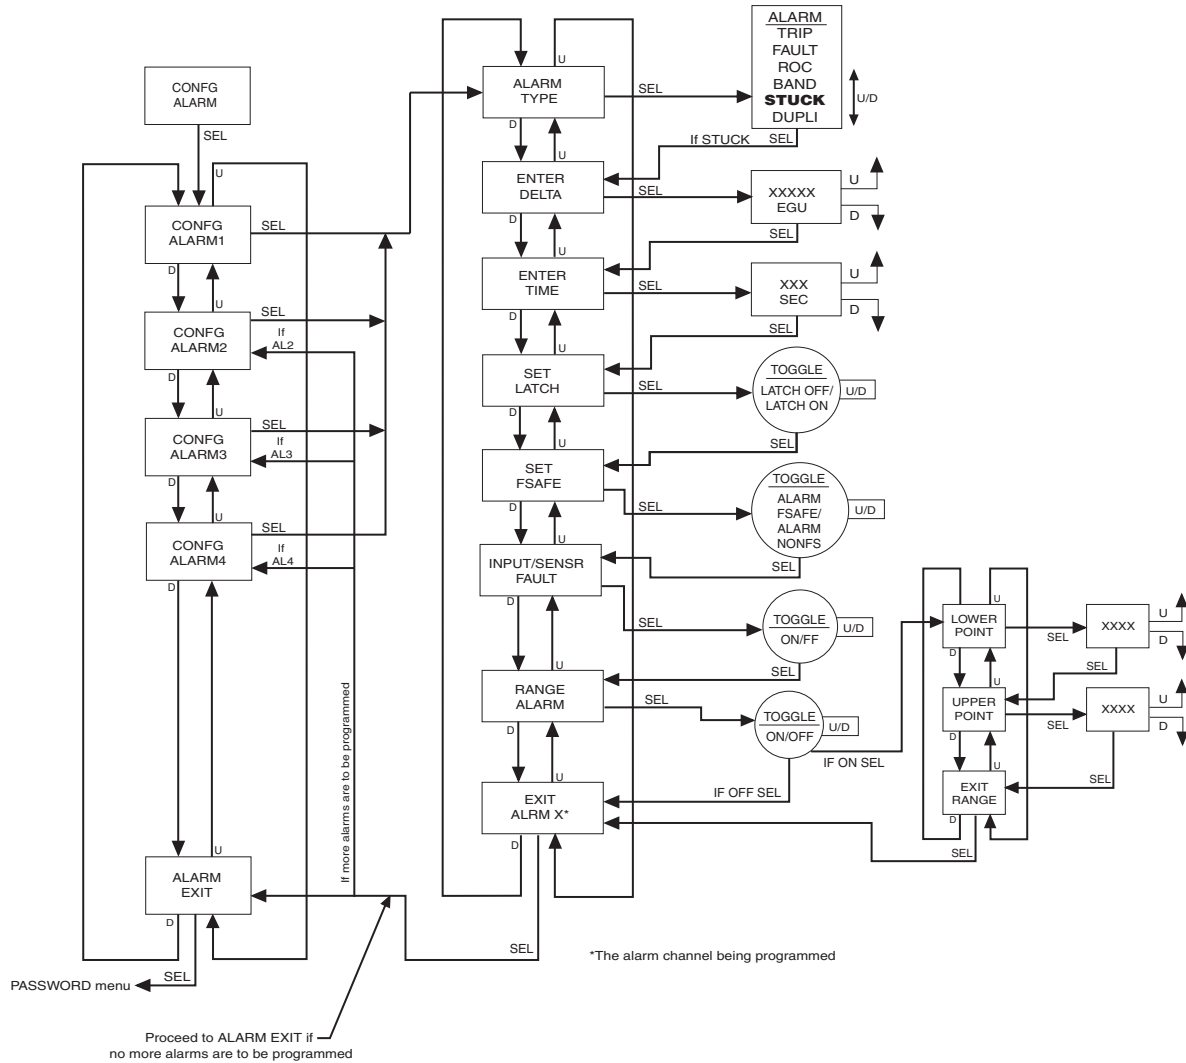 CONFG
ALARM
SEL
U
CONFG
ALARM1
SEL
D
U
CONFG
ALARM2
SEL
If
AL2
D
U
CONFG
ALARM3
SEL
If
AL3
D
U
CONFG
ALARM4
SEL
If
AL4
D
U
ALARM
EXIT
D
SEL
PASSWORD menu
If more alarms are to be programmed
Proceed to ALARM EXIT if
no more alarms are to be programmed
U
ALARM
TYPE
SEL
D
U
ALARM
TRIP
FAULT
ROC
BAND
STUCK
DUPLI
U/D
If STUCK
SEL
ENTER
DELTA
SEL
D
U
XXXXX
EGU
U
D
SEL
ENTER
TIME
SEL
D
U
XXX
SEC
U
D
SEL
SET
LATCH
SEL
D
U
TOGGLE
LATCH OFF/
LATCH ON
U/D
SEL
SET
FSAFE
SEL
D
U
TOGGLE
ALARM
FSAFE/
ALARM
NONFS
U/D
SEL
INPUT/SENSR
FAULT
SEL
D
U
TOGGLE
ON/FF
U/D
SEL
RANGE
ALARM
SEL
D
U
TOGGLE
ON/OFF
U/D
IF ON SEL
IF OFF SEL
EXIT
ALRM X*
D
SEL
U
LOWER
POINT
SEL
D
U
XXXX
U
D
SEL
UPPER
POINT
SEL
D
U
XXXX
U
D
SEL
EXIT
RANGE
D
SEL
*The alarm channel being programmed